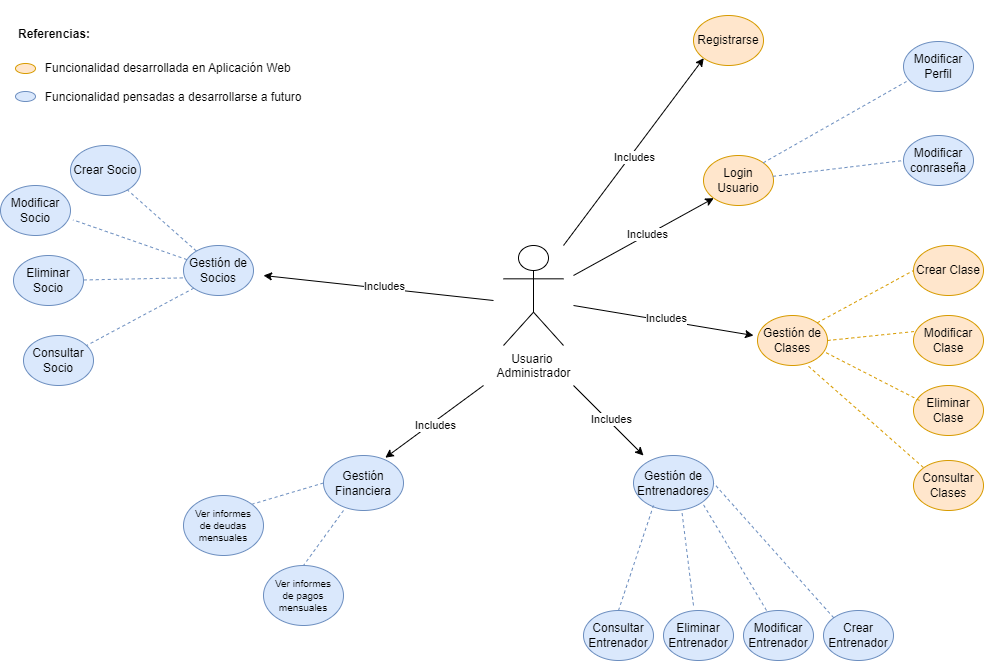 Referencias:
Funcionalidad desarrollada en Aplicación Web
Funcionalidad pensadas a desarrollarse a futuro
Registrarse
Modificar
Perfil
Includes
Modificar
conraseña
Login
Usuario
Includes
Crear Socio
Modificar
Socio
Eliminar
Socio
Consultar
Socio
Gestión de
Socios
Includes
Usuario
Administrador
Includes
Gestión de
Clases
Crear Clase
Modificar
Clase
Eliminar
Clase
Consultar
Clases
Includes
Gestión
Financiera
Ver informes
de deudas
mensuales
Ver informes
de pagos
mensuales
Includes
Gestión de
Entrenadores
Consultar
Entrenador
Eliminar
Entrenador
Modificar
Entrenador
Crear
Entrenador